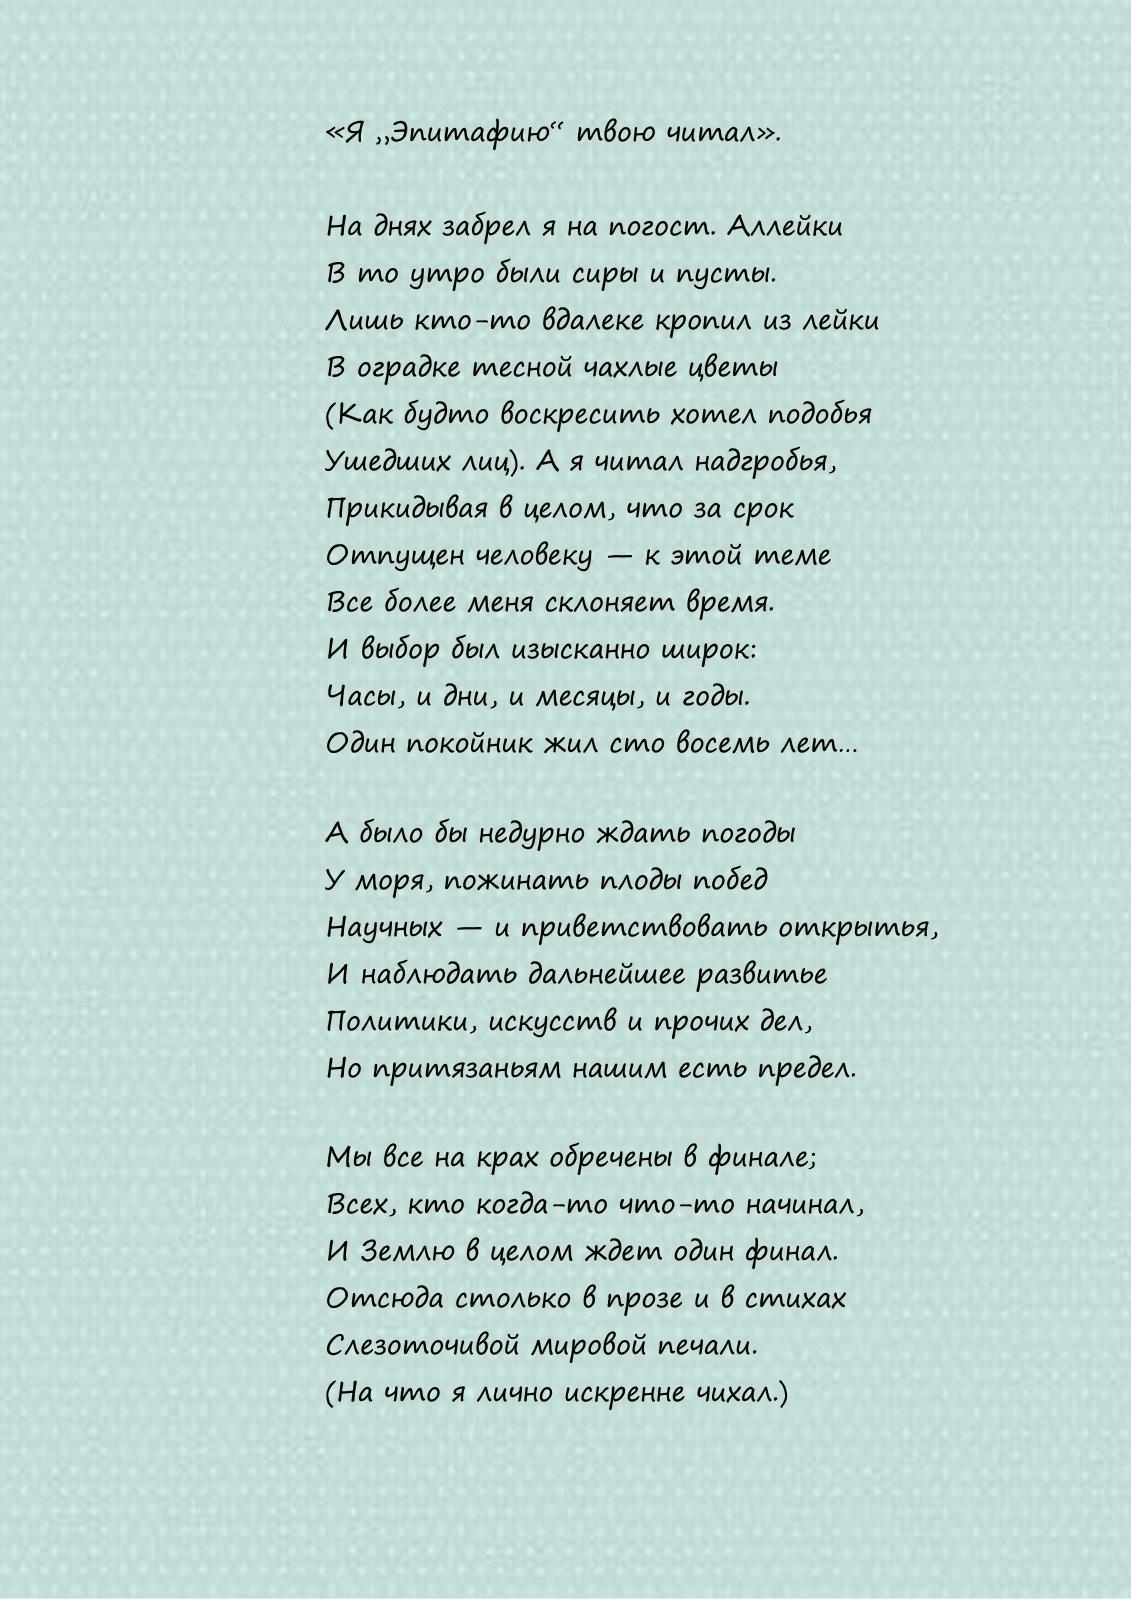 «Я „Эпитафию“ твою читал».
На днях забрел я на погост. Аллейки
В то утро были сиры и пусты.
Лишь кто-то вдалеке кропил из лейки
В оградке тесной чахлые цветы
(Как будто воскресить хотел подобья
Ушедших лиц). А я читал надгробья,
Прикидывая в целом, что за срок
Отпущен человеку — к этой теме
Все более меня склоняет время.
И выбор был изысканно широк:
Часы, и дни, и месяцы, и годы.
Один покойник жил сто восемь лет...
А было бы недурно ждать погоды
У моря, пожинать плоды побед
Научных — и приветствовать открытья,
И наблюдать дальнейшее развитье
Политики, искусств и прочих дел,
Но притязаньям нашим есть предел.
Мы все на крах обречены в финале;
Всех, кто когда-то что-то начинал,
И Землю в целом ждет один финал.
Отсюда столько в прозе и в стихах
Слезоточивой мировой печали.
(На что я лично искренне чихал.)